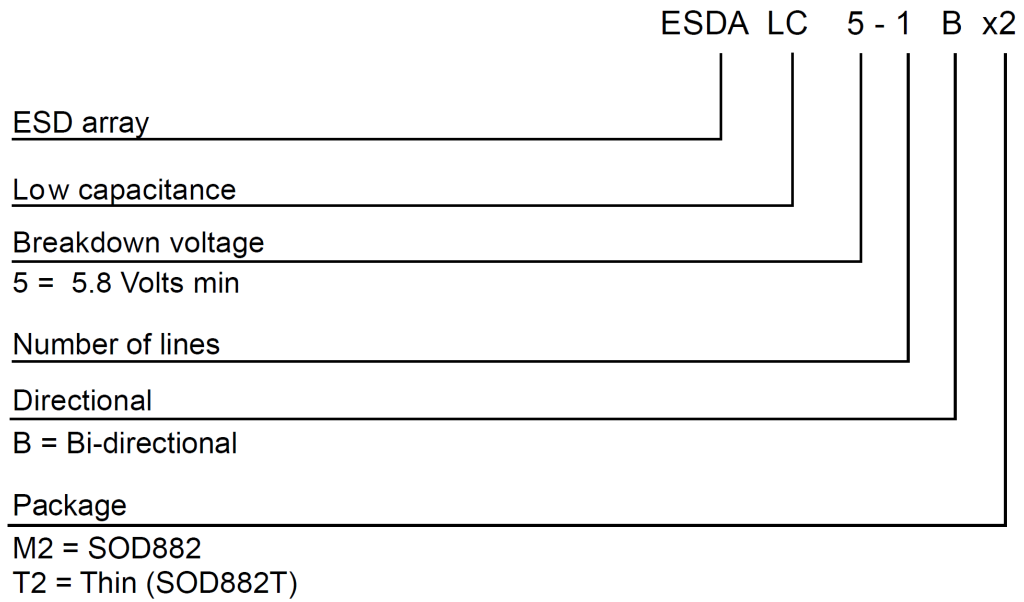 ESDA LC 5 - 1 B x2
ESD array
Low capacitance
Breakdown voltage
5 = 5.8 Volts min
Number of lines
Directional
B = Bi-directional
Package
M2 = SOD882
T2 = Thin (SOD882T)